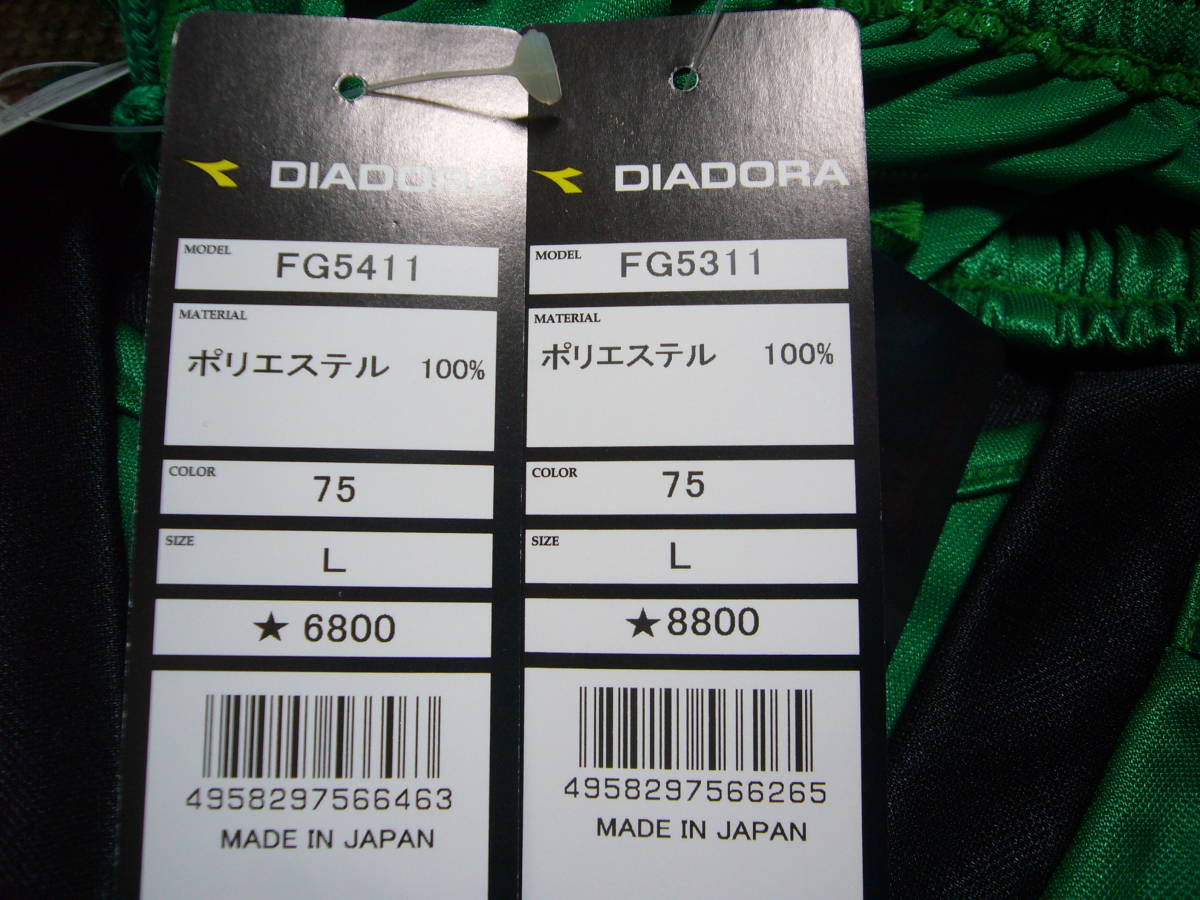 DIADORA
MODEL
FG5411
MATERIAL
ポリエステル 100%
COLOR
75
SIZE
L
★6800
4958297566463
MADE IN JAPAN
DIADORA
MODEL
FG5311
MATERIAL
ポリエステル 100%
COLOR
75
SIZE
L
★8800
4958297566265
MADE IN JAPAN